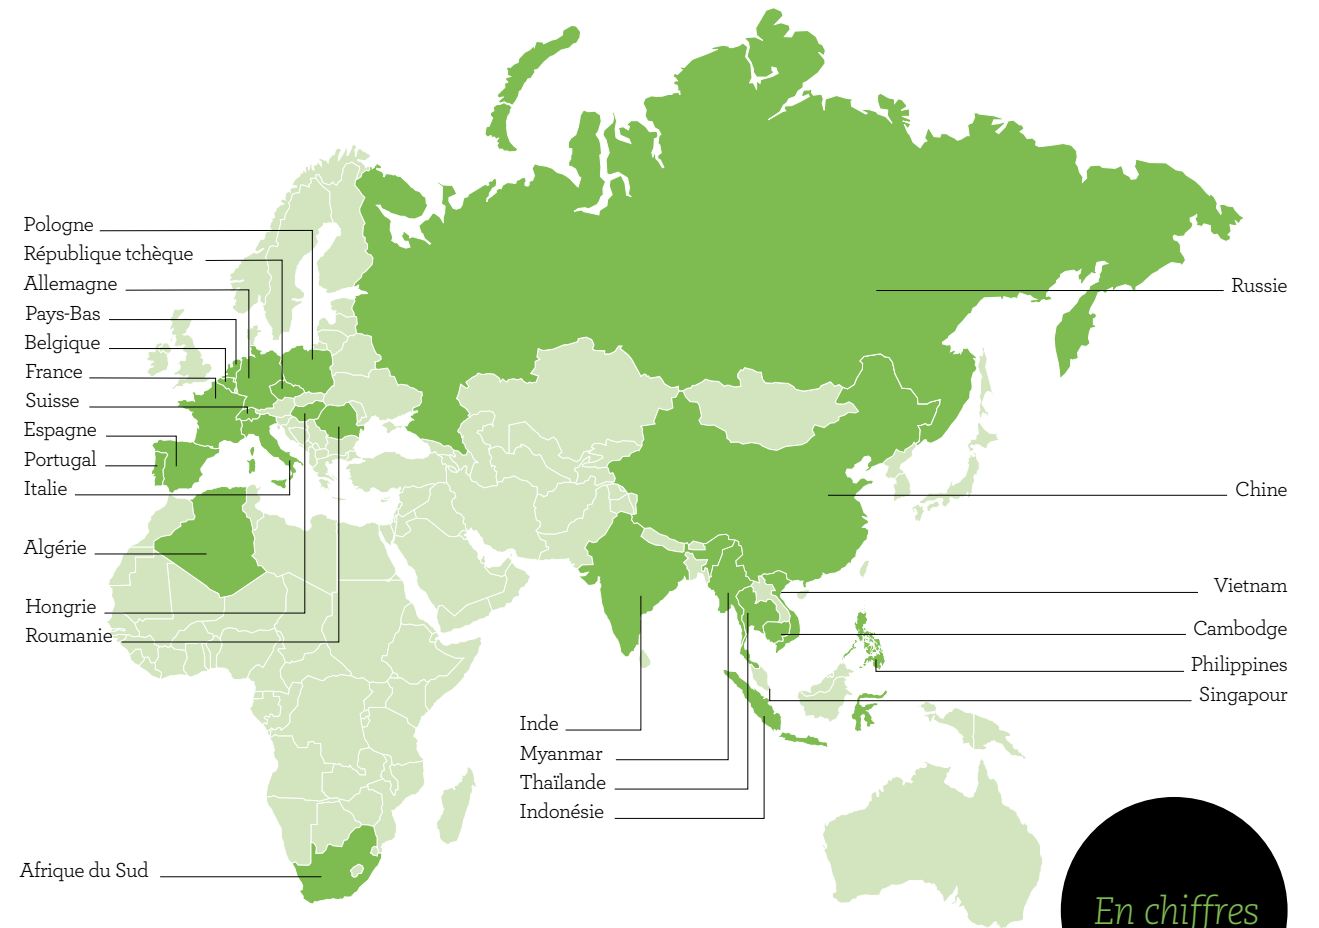 Pologne
République tchèque
Allemagne
Pays-Bas
Belgique
France
Suisse
Espagne
Portugal
Italie
Algérie
Hongrie
Roumanie
Afrique du Sud
Inde
Myanmar
Thaïlande
Indonésie
Russie
Chine
Vietnam
Cambodge
Philippines
Singapour
En chiffres